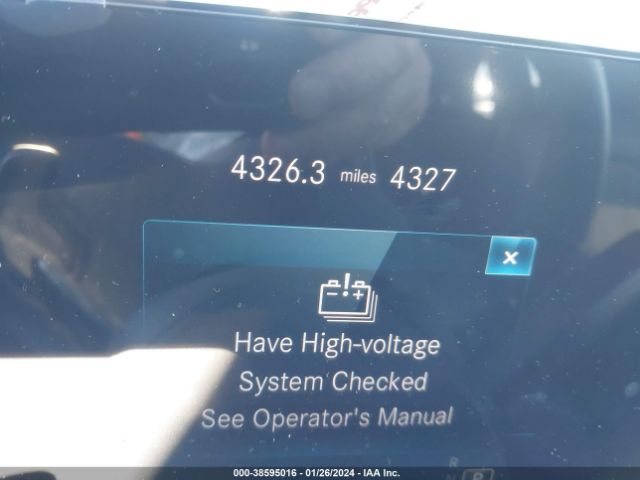 4326.3 miles 4327
×
Have High-voltage
System Checked
See Operator's Manual
R
P
000-38595016 - 01/26/2024 - IAA Inc.